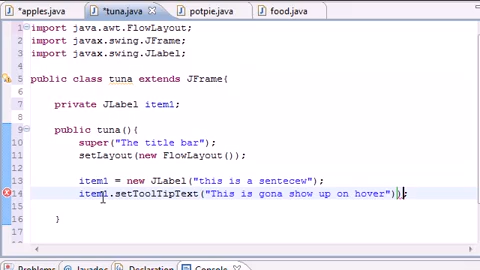 *apples.java *tuna.java potpie.java food.java
1 import java.awt.FlowLayout;
2 import javax.swing.JFrame;
3 import javax.swing.JLabel;
4
5 public class tuna extends JFrame{
6
7 private JLabel item1;
8
9 public tuna(){
10 super("The title bar");
11 setLayout(new FlowLayout());
12
13 item1 = new JLabel("this is a sentecew");
14 item1.setToolTipText("This is gona show up on hover"));
15
16 }
17
Problems Javadoc Declaration Console